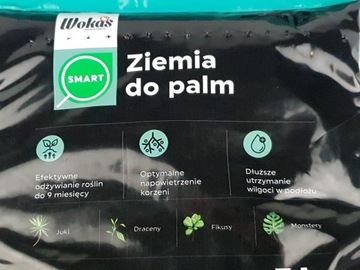 Wokas
SMART
Ziemia
do palm
Efektywne
odżywianie roślin
do 9 miesięcy
Optymalne
napowietrzenie
korzeni
Dłuższe
utrzymanie
wilgoci w podłożu
Juki
Draceny
Fikusy
Monstery